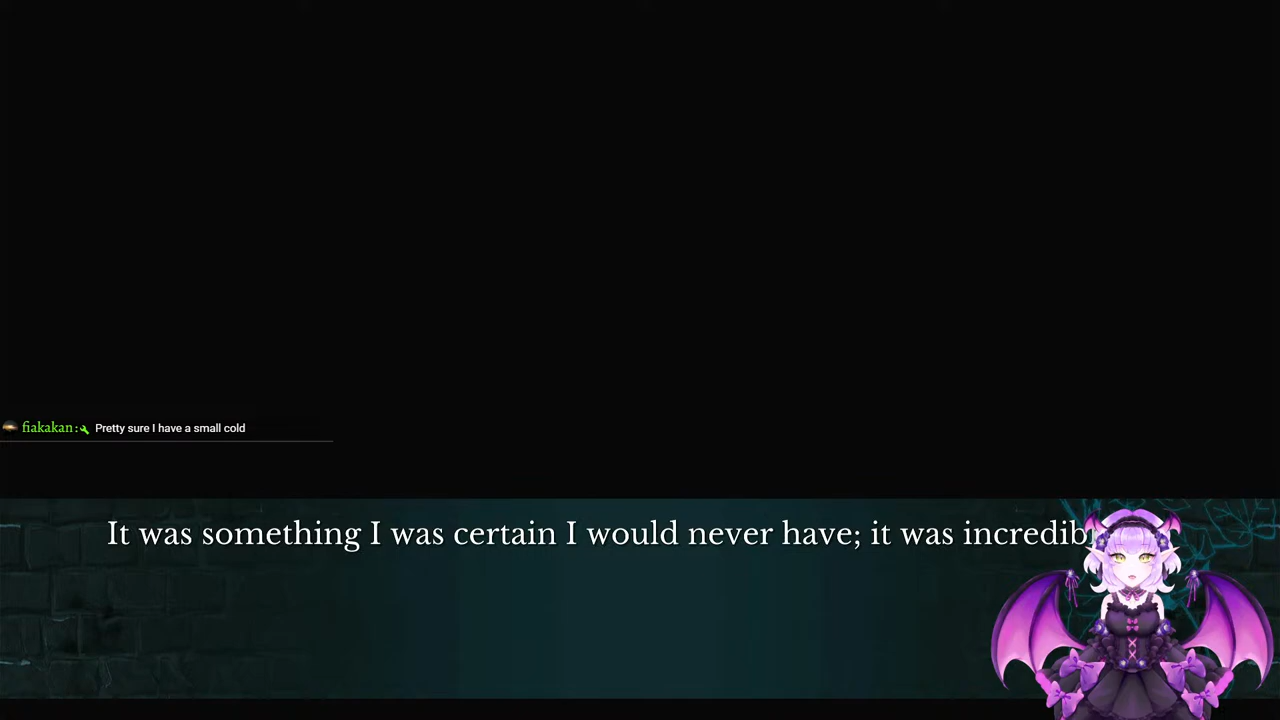 fiakakan: Pretty sure I have a small cold
It was something I was certain I would never have; it was